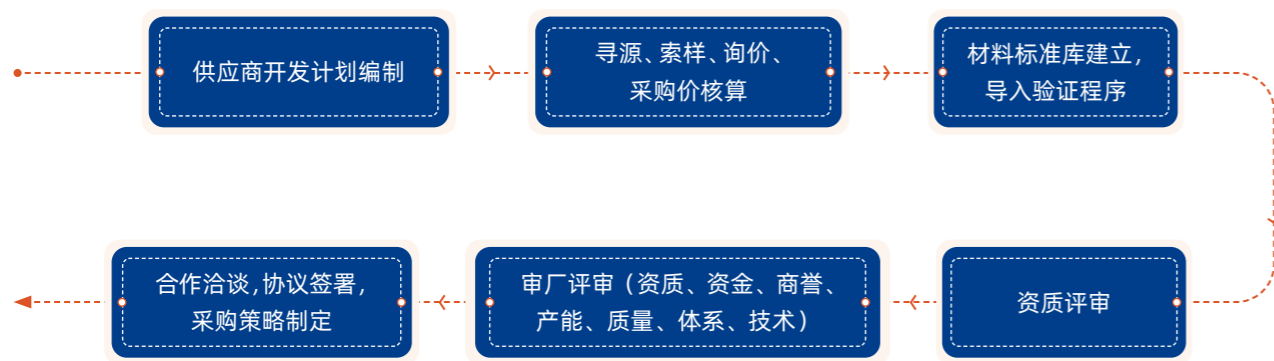 供应商开发计划编制
寻源、索样、询价、
采购价核算
材料标准库建立,
导入验证程序
资质评审
审厂评审（资质、资金、商誉、
产能、质量、体系、技术）
合作洽谈,协议签署,
采购策略制定